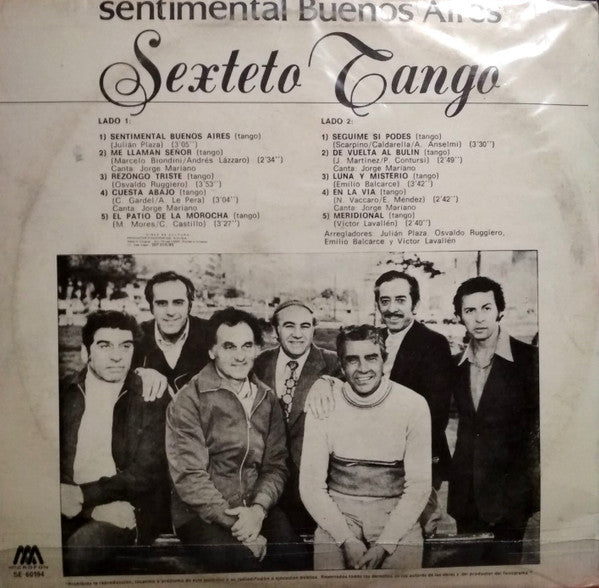 sentimental Buenos Aires
Sexteto Tango
LADO 1:
1) SENTIMENTAL BUENOS AIRES (tango)
(Julián Plaza) (3'05'')
2) ME LLAMAN SEÑOR (tango)
(Marcelo Biondini/Andrés Lázzaro) (2'34'')
Canta: Jorge Mariano
3) REZONGO TRISTE (tango)
(Osvaldo Ruggiero) (3'53'')
4) CUESTA ABAJO (tango)
(C. Gardel/A. Le Pera) (3'04'')
Canta: Jorge Mariano
5) EL PATIO DE LA MOROCHA (tango)
(M. Mores/C. Castillo) (3'27'')
LADO 2:
1) SEGUIME SI PODES (tango)
(Scarpino/Caldarella/A. Anselmi) (3'30'')
2) DE VUELTA AL BULIN (tango)
(J. Martínez/P. Contursi) (2'49'')
Canta: Jorge Mariano
3) LUNA Y MISTERIO (tango)
(Emilio Balcarce) (3'42'')
4) EN LA VIA (tango)
(N. Vaccaro/E. Méndez) (2'42'')
Canta: Jorge Mariano
5) MERIDIONAL (tango)
(Víctor Lavallén) (2'40'')
Arregladores: Julián Plaza, Osvaldo Ruggiero,
Emilio Balcarce y Víctor Lavallén
MICROFON
SE-60194